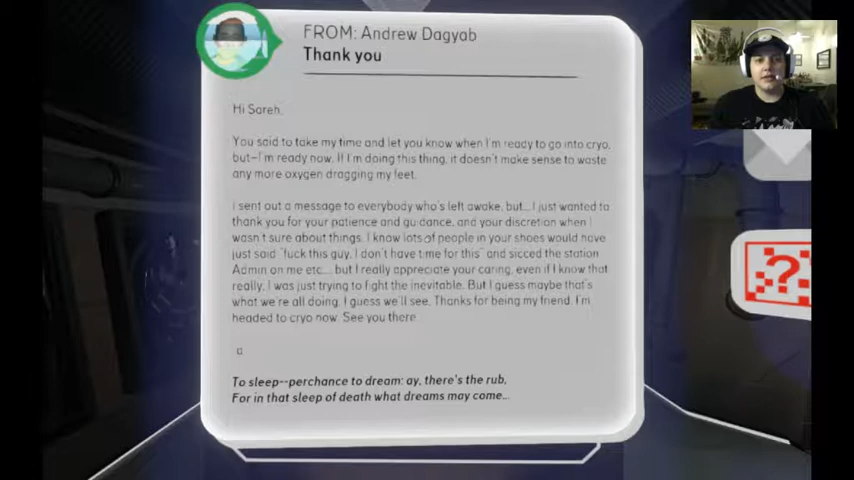 FROM: Andrew Dagyab
Thank you
Hi Sareh,
You said to take my time and let you know when I'm ready to go into cryo,
but—I'm ready now. If I'm doing this thing, it doesn't make sense to waste
any more oxygen dragging my feet.
I sent out a message to everybody who's left awake, but... I just wanted to
thank you for your patience and guidance, and your discretion when I
wasn't sure about things. I know lots of people in your shoes would have
just said "fuck this guy, I don't have time for this" and sicced the station
Admin on me etc... but I really appreciate your caring, even if I know that
really, I was just trying to fight the inevitable. But I guess maybe that's
what we're all doing. I guess we'll see. Thanks for being my friend. I'm
headed to cryo now. See you there.
a
To sleep--perchance to dream: ay, there's the rub,
For in that sleep of death what dreams may come...
?